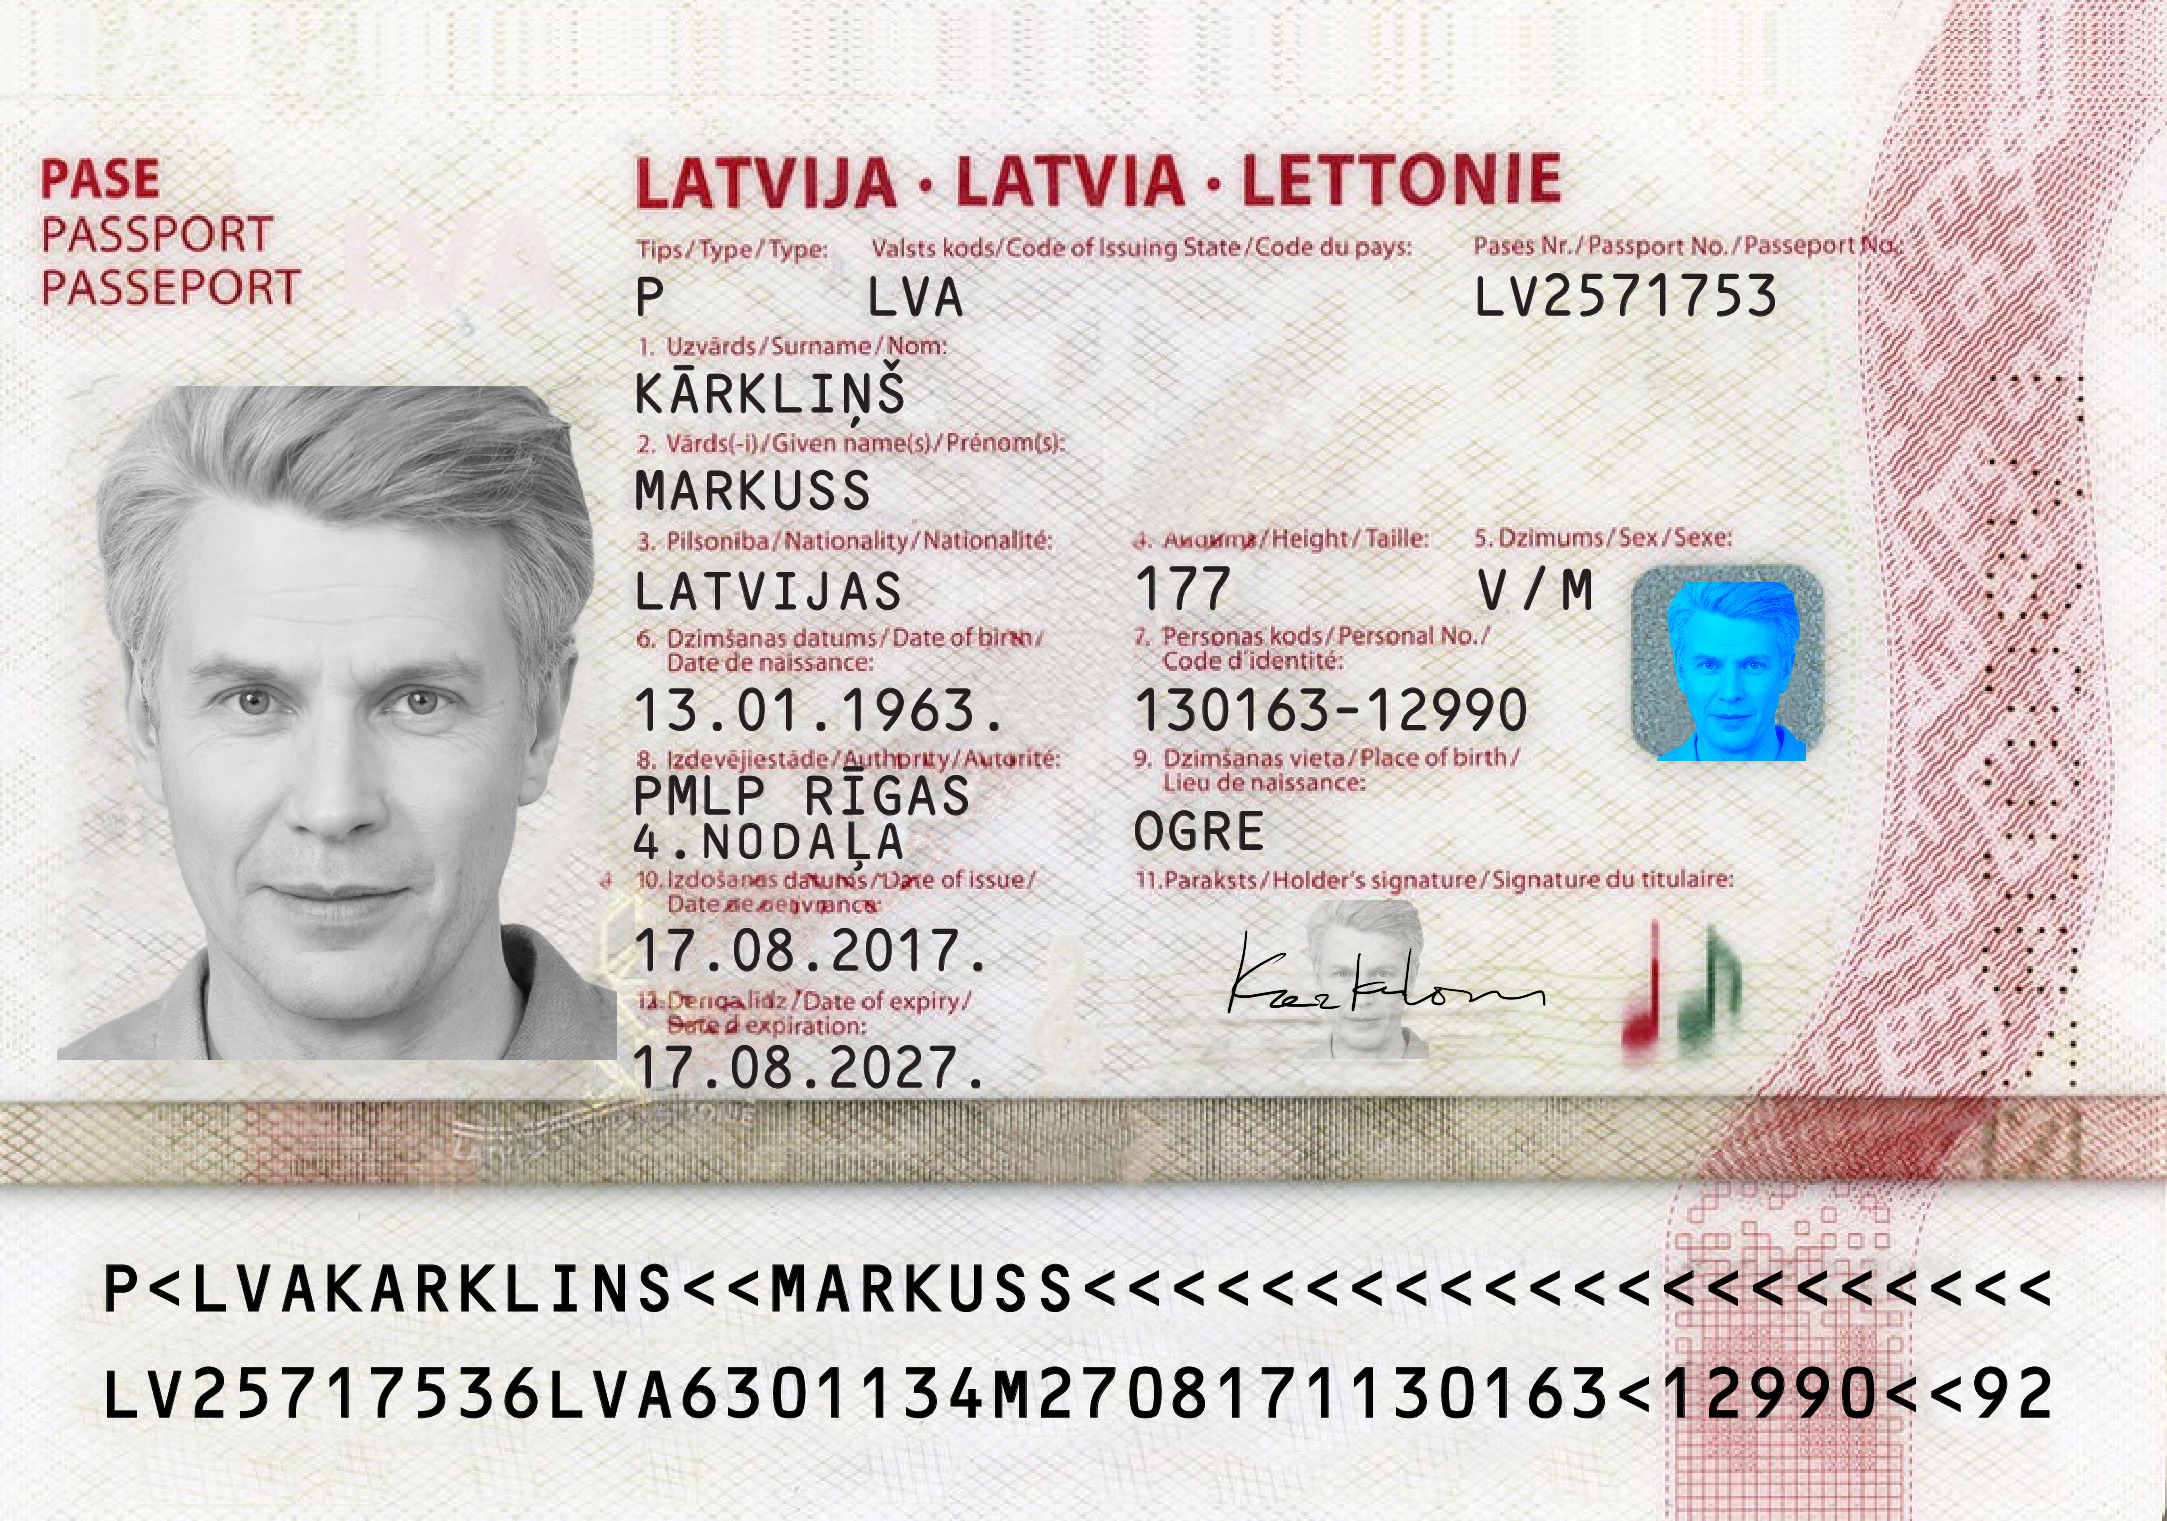 PASE
PASSPORT
PASSEPORT
LVA
LATVIJA · LATVIA · LETTONIE
Tips/Type/Type: Valsts kods/Code of Issuing State/Code du pays: Pases Nr./Passport No./Passeport No.:
P LVA LV2571753
1. Uzvārds/Surname/Nom:
KĀRKLIŅŠ
2. Vārds(-i)/Given name(s)/Prénom(s):
MARKUSS
3. Pilsonība/Nationality/Nationalité: 4. Augums/Height/Taille: 5. Dzimums/Sex/Sexe:
LATVIJAS 177 V/M
6. Dzimšanas datums/Date of birth/ 7. Personas kods/Personal No./
Date de naissance: Code d'identité:
13.01.1963. 130163-12990
8. Izdevējiestāde/Authority/Autorité: 9. Dzimšanas vieta/Place of birth/
Lieu de naissance:
PMLP RĪGAS
4.NODAĻA OGRE
10. Izdošanas datums/Date of issue/ 11. Paraksts/Holder's signature/Signature du titulaire:
Date de
17.08.2017.
12. Derīga līdz/Date of expiry/
Date d'expiration:
17.08.2027.
P<LVAKARKLINS<<MARKUSS<<<<<<<<<<<<<<<<<<<<<<
LV25717536LVA6301134M2708171130163<12990<<92